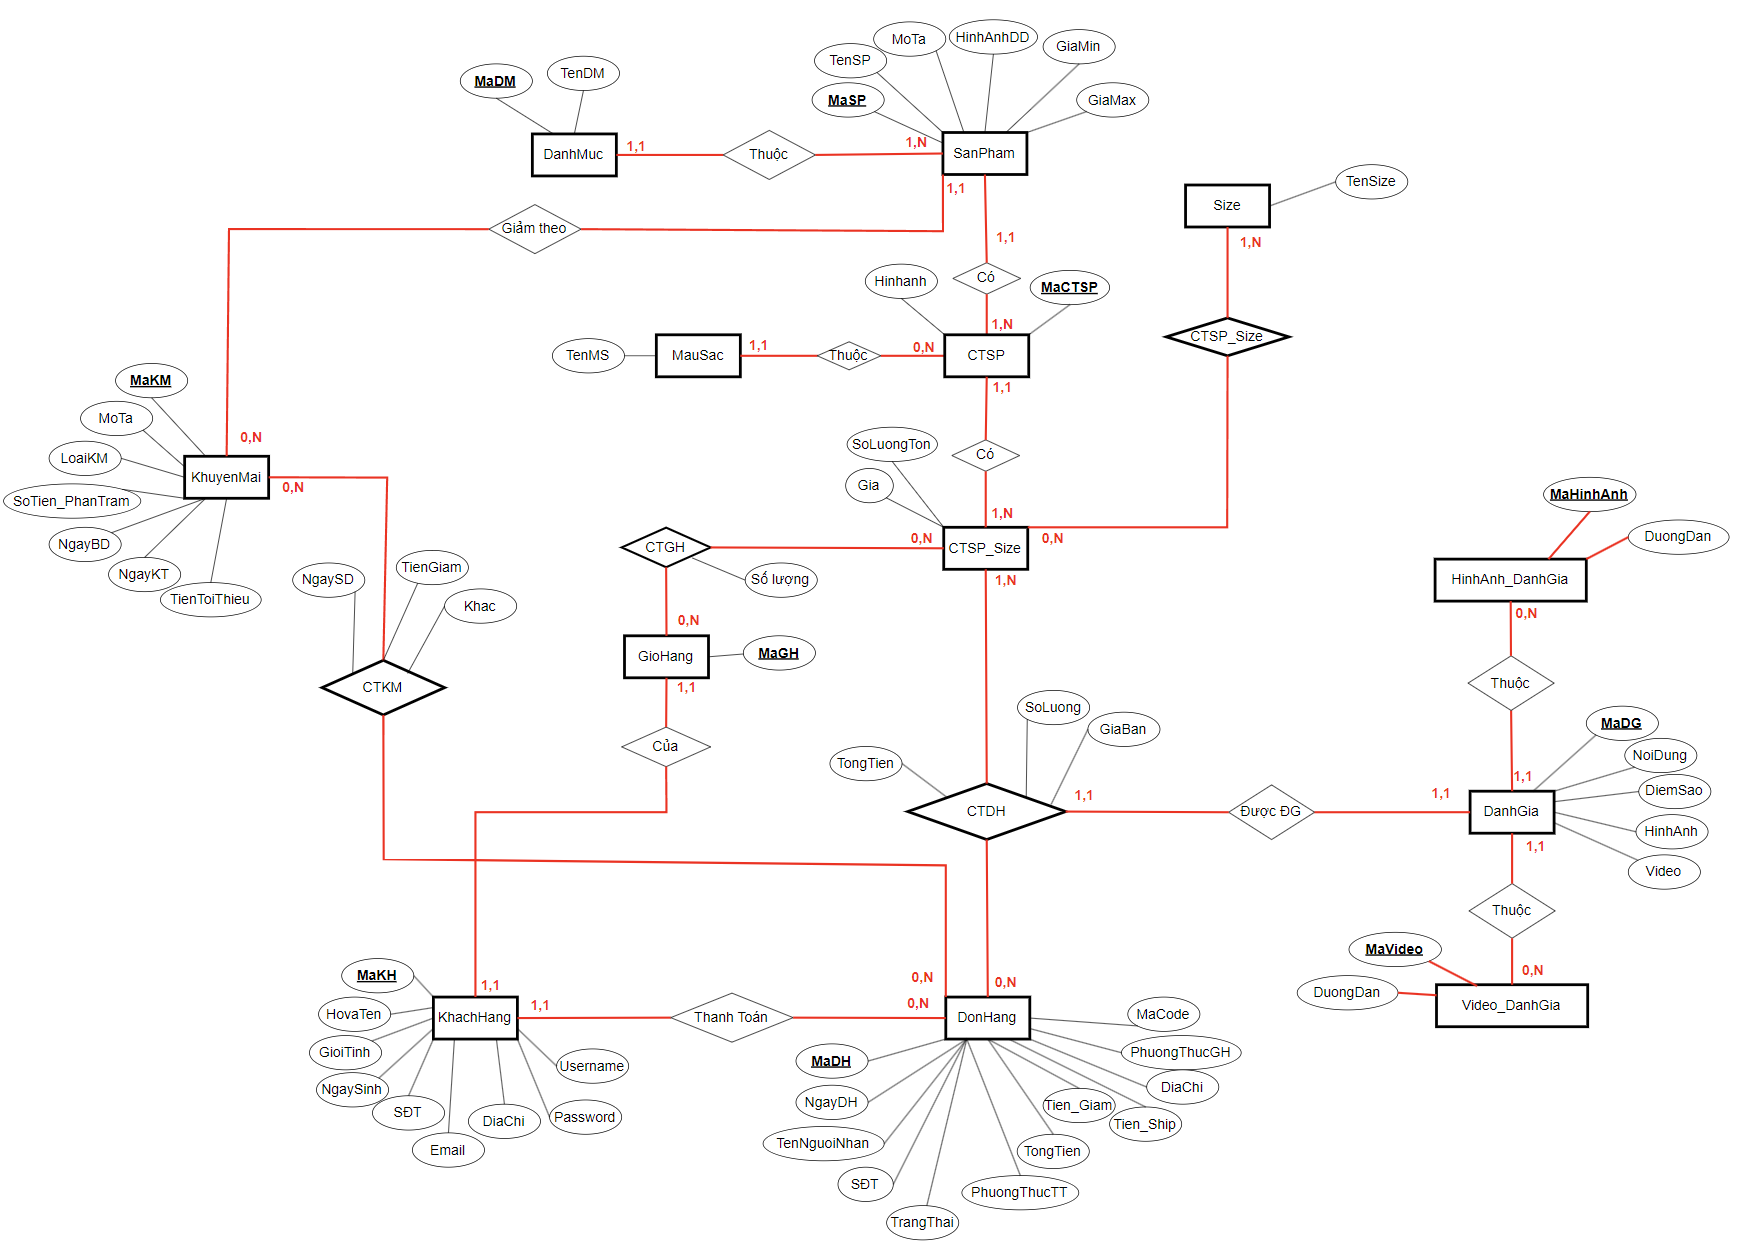 MoTa
HinhAnhDD
GiaMin
TenSP
MaDM
TenDM
MaSP
GiaMax
DanhMuc
1,1
Thuộc
1,N
SanPham
1,1
TenSize
Size
1,N
Giảm theo
1,1
Có
Hinhanh
MaCTSP
1,N
CTSP_Size
TenMS
MauSac
1,1
Thuộc
0,N
CTSP
1,1
MaKM
MoTa
0,N
LoaiKM
KhuyenMai
0,N
SoTien_PhanTram
NgayBD
NgayKT
TienToiThieu
SoLuongTon
Có
Gia
1,N
CTGH
0,N
CTSP_Size
0,N
1,N
Số lượng
MaHinhAnh
DuongDan
HinhAnh_DanhGia
0,N
NgaySD
TienGiam
Khac
0,N
GioHang
MaGH
1,1
CTKM
Của
Thuộc
SoLuong
GiaBan
TongTien
MaDG
NoiDung
1,1
DiemSao
CTDH
1,1
Được ĐG
1,1
DanhGia
HinhAnh
1,1
Video
Thuộc
MaVideo
0,N
DuongDan
Video_DanhGia
MaKH
1,1
0,N
0,N
HovaTen
KhachHang
1,1
Thanh Toán
0,N
DonHang
MaCode
GioiTinh
Username
MaDH
PhuongThucGH
NgaySinh
DiaChi
SĐT
DiaChi
Password
NgayDH
Tien_Giam
Tien_Ship
Email
TenNguoiNhan
TongTien
SĐT
PhuongThucTT
TrangThai